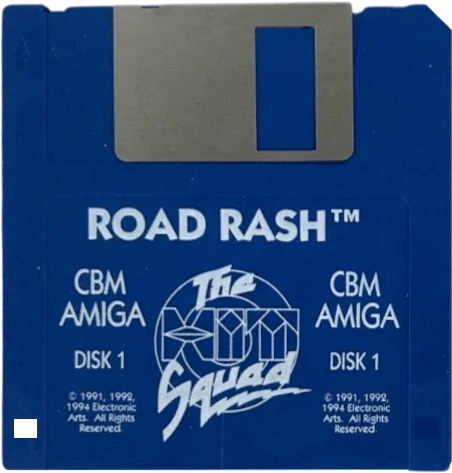 ROAD RASH™
CBM
AMIGA
DISK 1
© 1991, 1992,
1994 Electronic
Arts. All Rights
Reserved.
The
Squad
CBM
AMIGA
DISK 1
© 1991, 1992,
1994 Electronic
Arts. All Rights
Reserved.